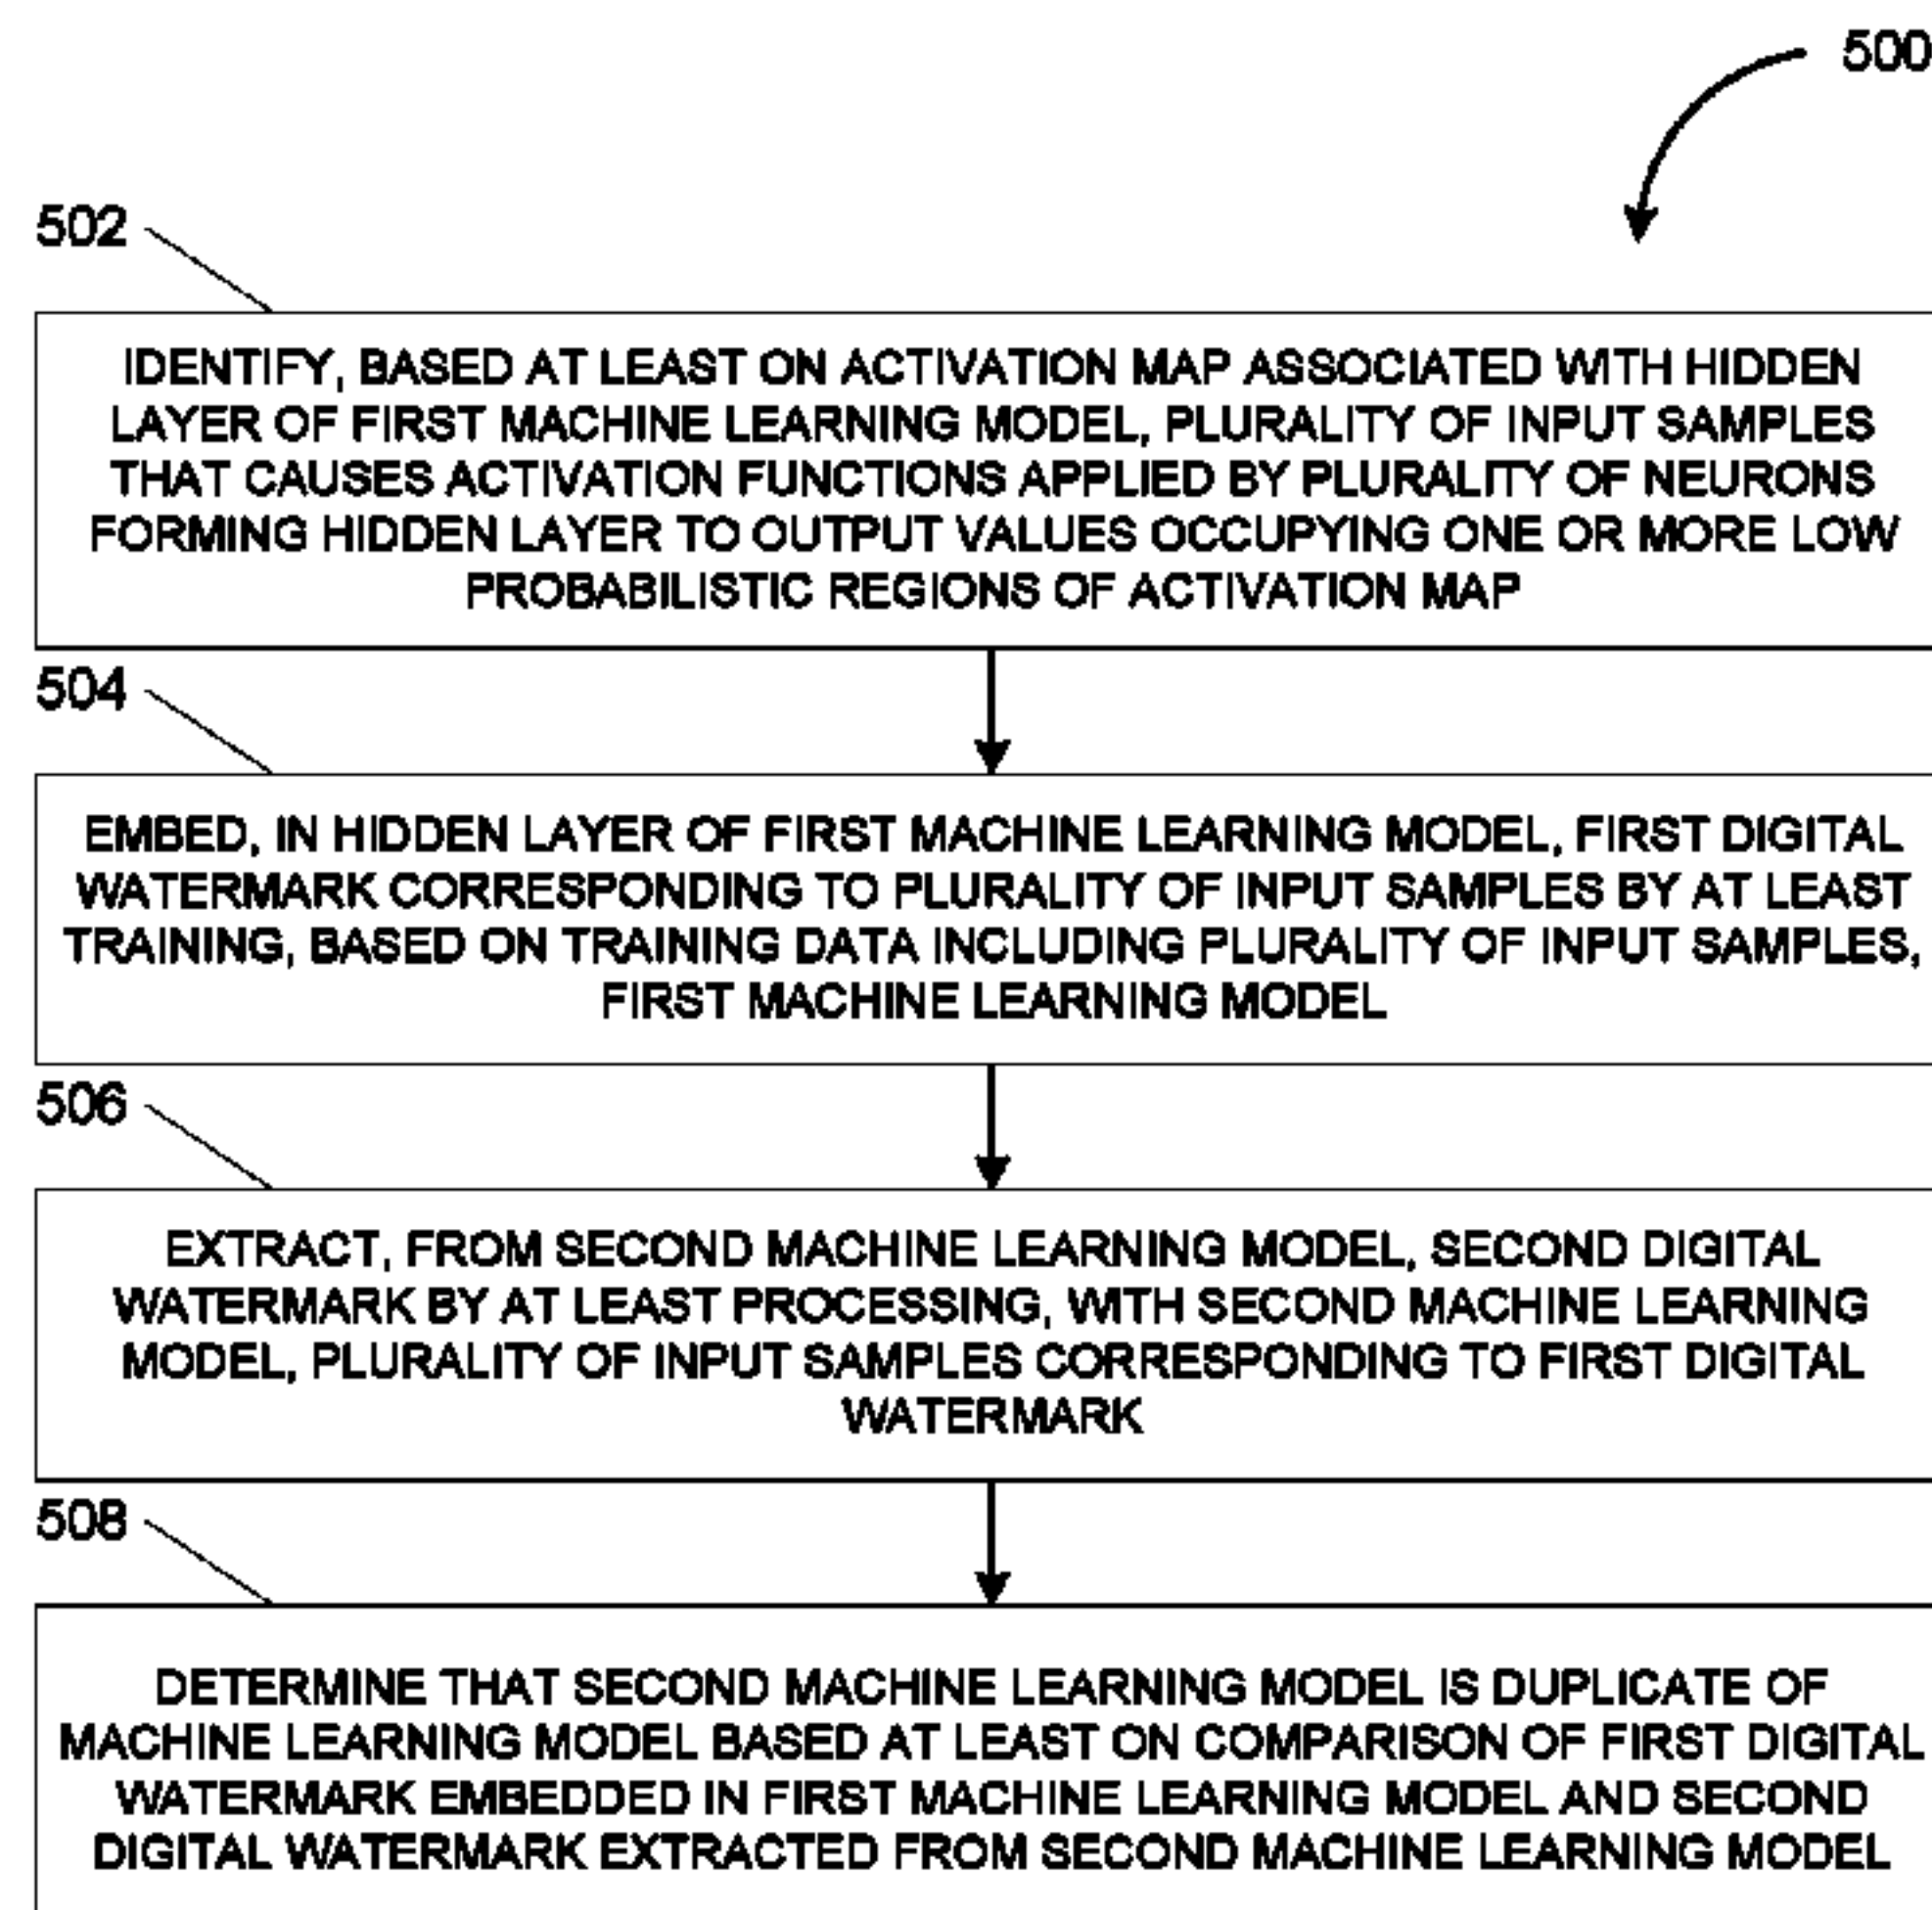 500
502
IDENTIFY, BASED AT LEAST ON ACTIVATION MAP ASSOCIATED WITH HIDDEN
LAYER OF FIRST MACHINE LEARNING MODEL, PLURALITY OF INPUT SAMPLES
THAT CAUSES ACTIVATION FUNCTIONS APPLIED BY PLURALITY OF NEURONS
FORMING HIDDEN LAYER TO OUTPUT VALUES OCCUPYING ONE OR MORE LOW
PROBABILISTIC REGIONS OF ACTIVATION MAP
504
EMBED, IN HIDDEN LAYER OF FIRST MACHINE LEARNING MODEL, FIRST DIGITAL
WATERMARK CORRESPONDING TO PLURALITY OF INPUT SAMPLES BY AT LEAST
TRAINING, BASED ON TRAINING DATA INCLUDING PLURALITY OF INPUT SAMPLES,
FIRST MACHINE LEARNING MODEL
506
EXTRACT, FROM SECOND MACHINE LEARNING MODEL, SECOND DIGITAL
WATERMARK BY AT LEAST PROCESSING, WITH SECOND MACHINE LEARNING
MODEL, PLURALITY OF INPUT SAMPLES CORRESPONDING TO FIRST DIGITAL
WATERMARK
508
DETERMINE THAT SECOND MACHINE LEARNING MODEL IS DUPLICATE OF
MACHINE LEARNING MODEL BASED AT LEAST ON COMPARISON OF FIRST DIGITAL
WATERMARK EMBEDDED IN FIRST MACHINE LEARNING MODEL AND SECOND
DIGITAL WATERMARK EXTRACTED FROM SECOND MACHINE LEARNING MODEL